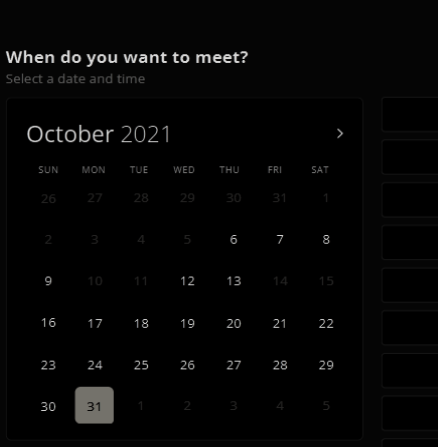 When do you want to meet?
Select a date and time
October 2021
SUN MON TUE WED THU FRI SAT
26 27 28 29 30 31 1
2 3 4 5 6 7 8
9 10 11 12 13 14 15
16 17 18 19 20 21 22
23 24 25 26 27 28 29
30 31 1 2 3 4 5